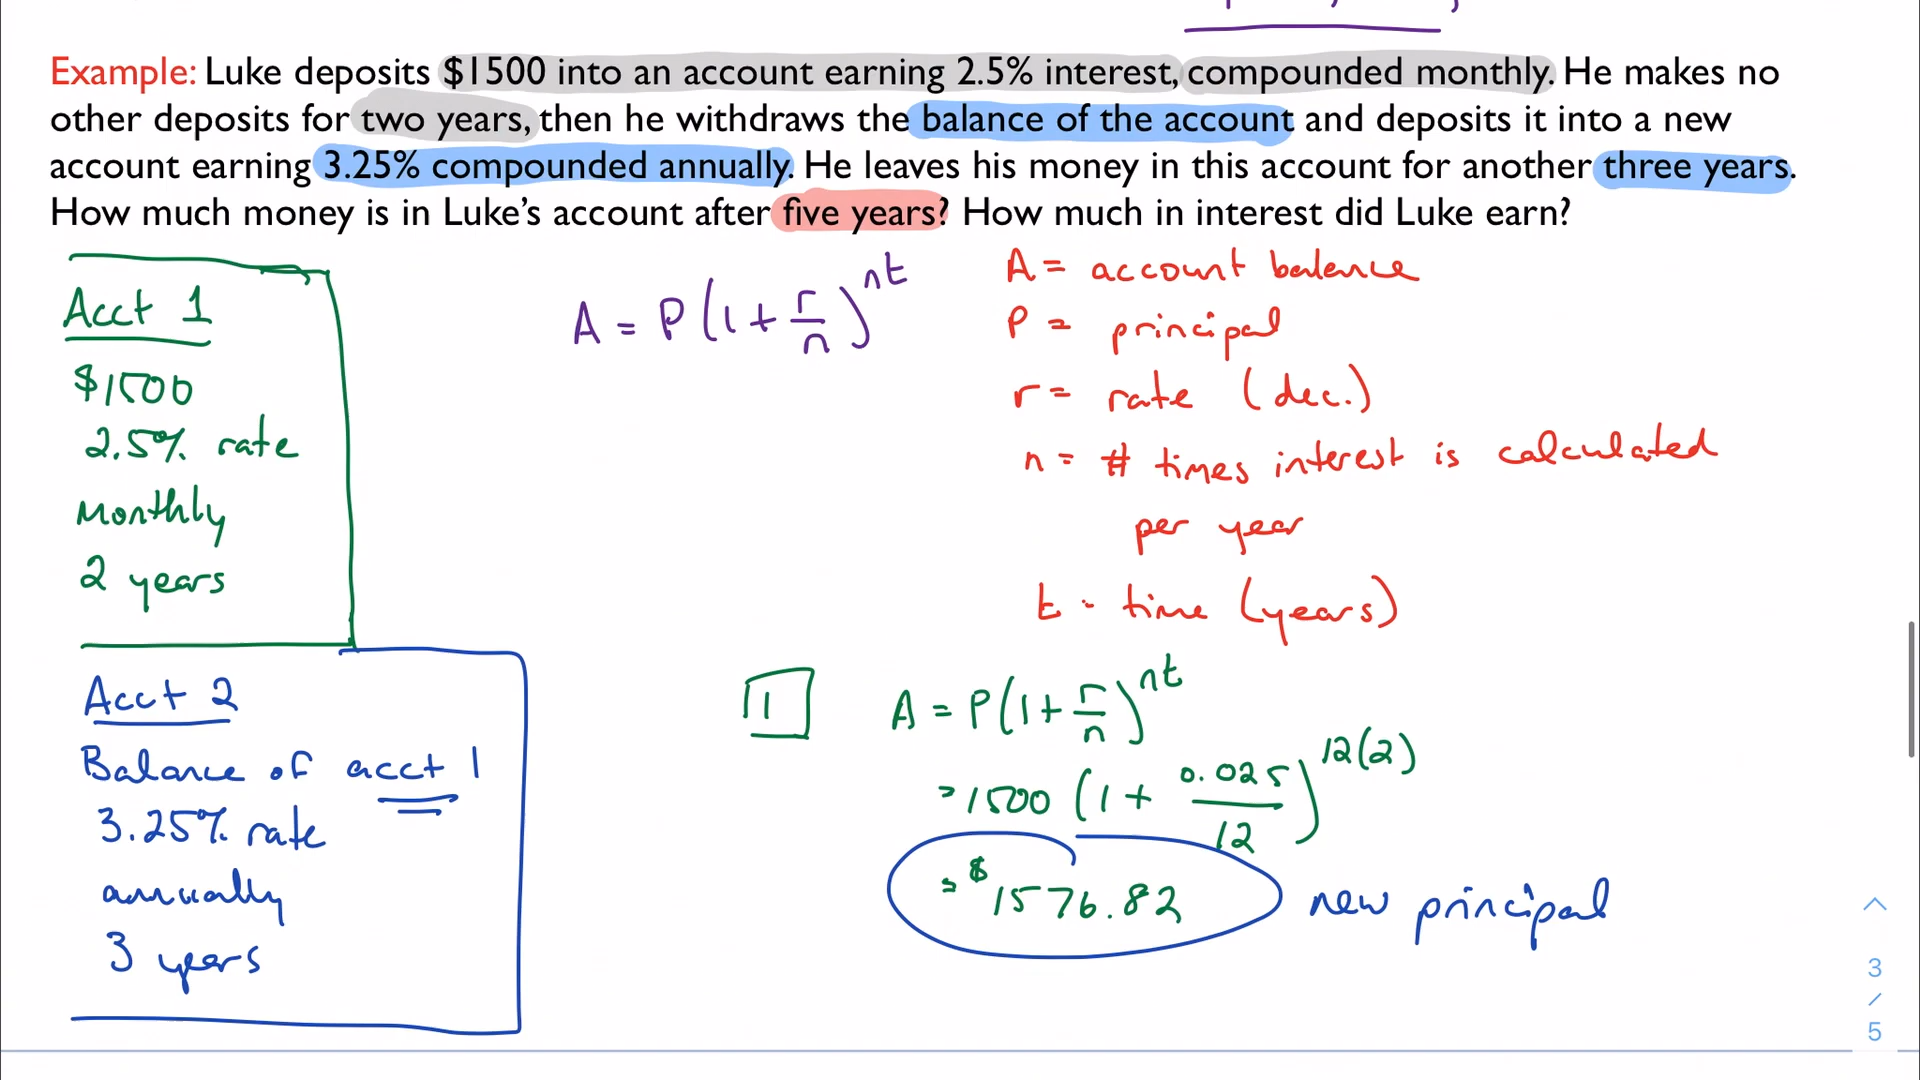 Example: Luke deposits $1500 into an account earning 2.5% interest, compounded monthly. He makes no
other deposits for two years, then he withdraws the balance of the account and deposits it into a new
account earning 3.25% compounded annually. He leaves his money in this account for another three years.
How much money is in Luke's account after five years? How much in interest did Luke earn?
Acct 1
$1500
2.5% rate
Monthly
2 years
A = P(1 + r/n)^nt
A = account balance
P = principal
r = rate (dec.)
n = # times interest is calculated
per year
t - time (years)
Acct 2
Balance of acct 1
3.25% rate
annually
3 years
1
A = P(1 + r/n)^nt
= 1500 (1 + 0.025/12)^12(2)
= $1576.82 new principal
3
/
5